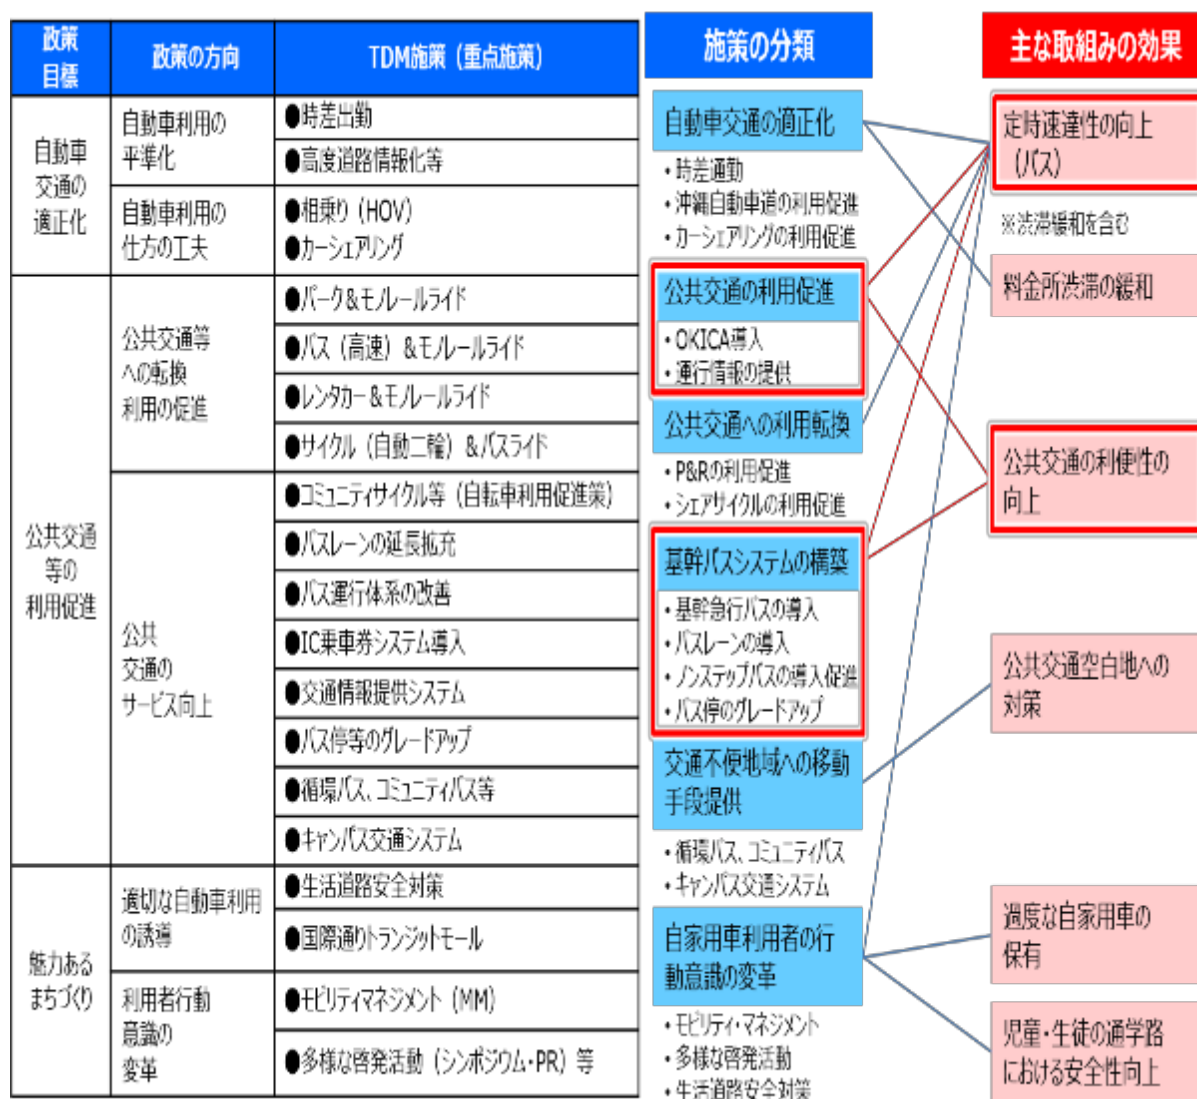 政策
目標
政策の方向
TDM施策（重点施策）
自動車
交通の
適正化
自動車利用の
平準化
●時差出勤
●高度道路情報化等
自動車利用の
仕方の工夫
●相乗り（HOV）
●カーシェアリング
公共交通
等の
利用促進
公共交通等
への転換
利用の促進
●パーク＆モノレールライド
●バス（高速）＆モノレールライド
●レンタカー＆モノレールライド
●サイクル（自動二輪）＆バスライド
公共
交通の
サービス向上
●コミュニティサイクル等（自転車利用促進策）
●バスレーンの延長拡充
●バス運行体系の改善
●IC乗車券システム導入
●交通情報提供システム
●バス停等のグレードアップ
●循環バス、コミュニティバス等
●キャンパス交通システム
魅力ある
まちづくり
適切な自動車利用
の誘導
●生活道路安全対策
●国際通りトランジットモール
利用者行動
意識の
変革
●モビリティマネジメント（MM）
●多様な啓発活動（シンポジウム・PR）等
施策の分類
自動車交通の適正化
・時差通勤
・沖縄自動車道の利用促進
・カーシェアリングの利用促進
公共交通の利用促進
・OKICA導入
・運行情報の提供
公共交通への利用転換
・P&Rの利用促進
・シェアサイクルの利用促進
基幹バスシステムの構築
・基幹急行バスの導入
・バスレーンの導入
・ノンステップバスの導入促進
・バス停のグレードアップ
交通不便地域への移動
手段提供
・循環バス、コミュニティバス
・キャンパス交通システム
自家用車利用者の行
動意識の変革
・モビリティ・マネジメント
・多様な啓発活動
・生活道路安全対策
主な取組みの効果
定時速達性の向上
（バス）
※渋滞緩和を含む
料金所渋滞の緩和
公共交通の利便性の
向上
公共交通空白地への
対策
過度な自家用車の
保有
児童・生徒の通学路
における安全性向上